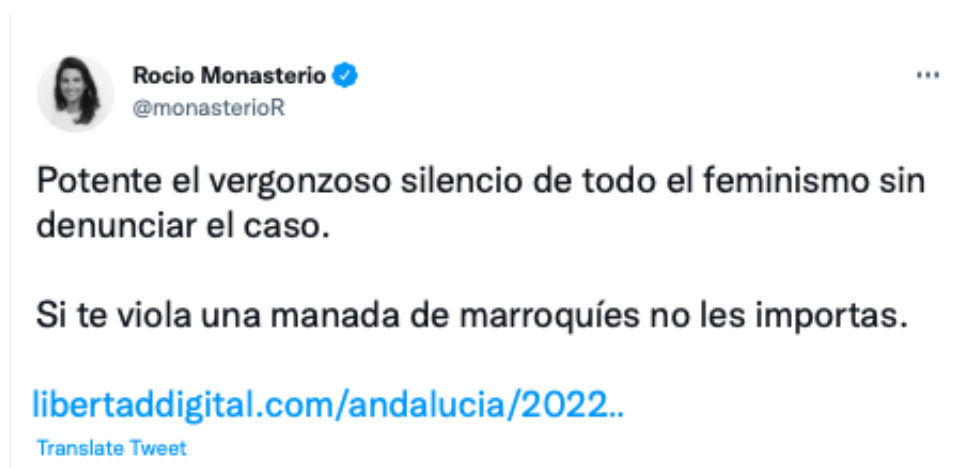 Rocio Monasterio
@monasterioR
Potente el vergonzoso silencio de todo el feminismo sin
denunciar el caso.
Si te viola una manada de marroquíes no les importas.
libertaddigital.com/andalucia/2022..
Translate Tweet